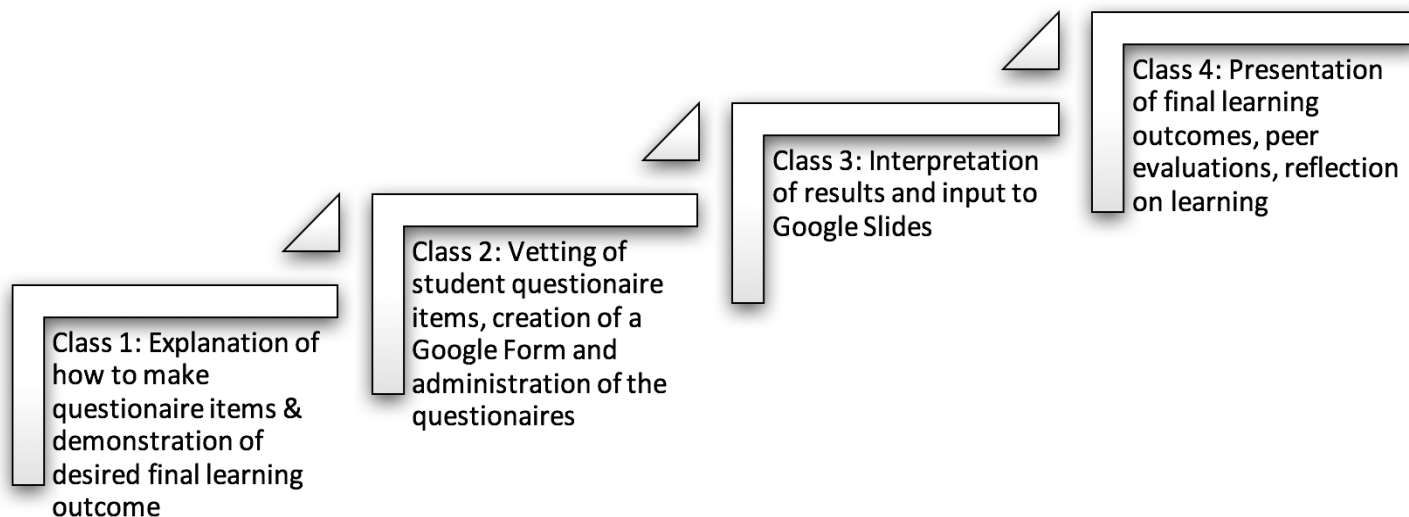 Class 1: Explanation of
how to make
questionaire items &
demonstration of
desired final learning
outcome
Class 2: Vetting of
student questionaire
items, creation of a
Google Form and
administration of the
questionaires
Class 3: Interpretation
of results and input to
Google Slides
Class 4: Presentation
of final learning
outcomes, peer
evaluations, reflection
on learning